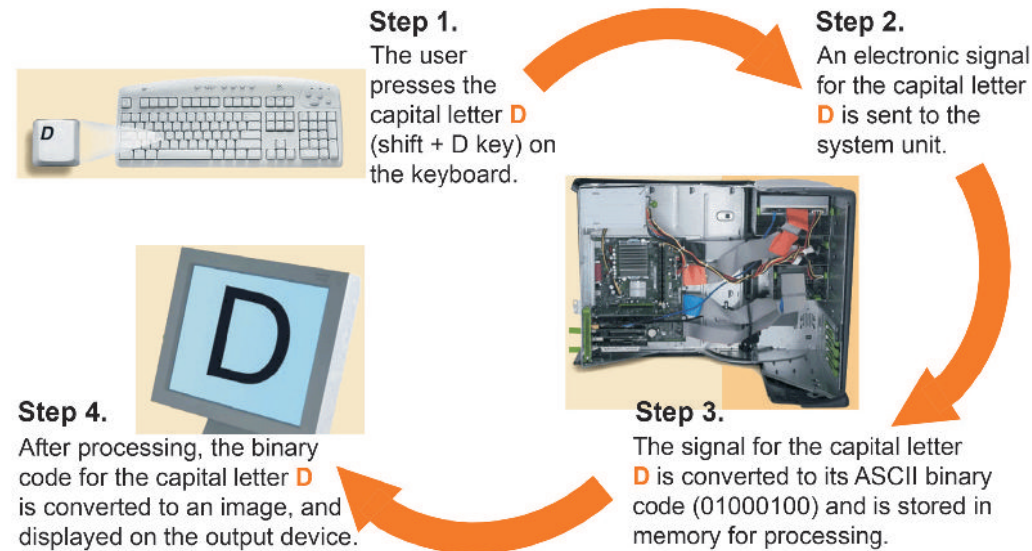 Step 1.
The user
presses the
capital letter D
(shift + D key) on
the keyboard.
D
Step 2.
An electronic signal
for the capital letter
D is sent to the
system unit.
Step 3.
The signal for the capital letter
D is converted to its ASCII binary
code (01000100) and is stored in
memory for processing.
D
Step 4.
After processing, the binary
code for the capital letter D
is converted to an image, and
displayed on the output device.